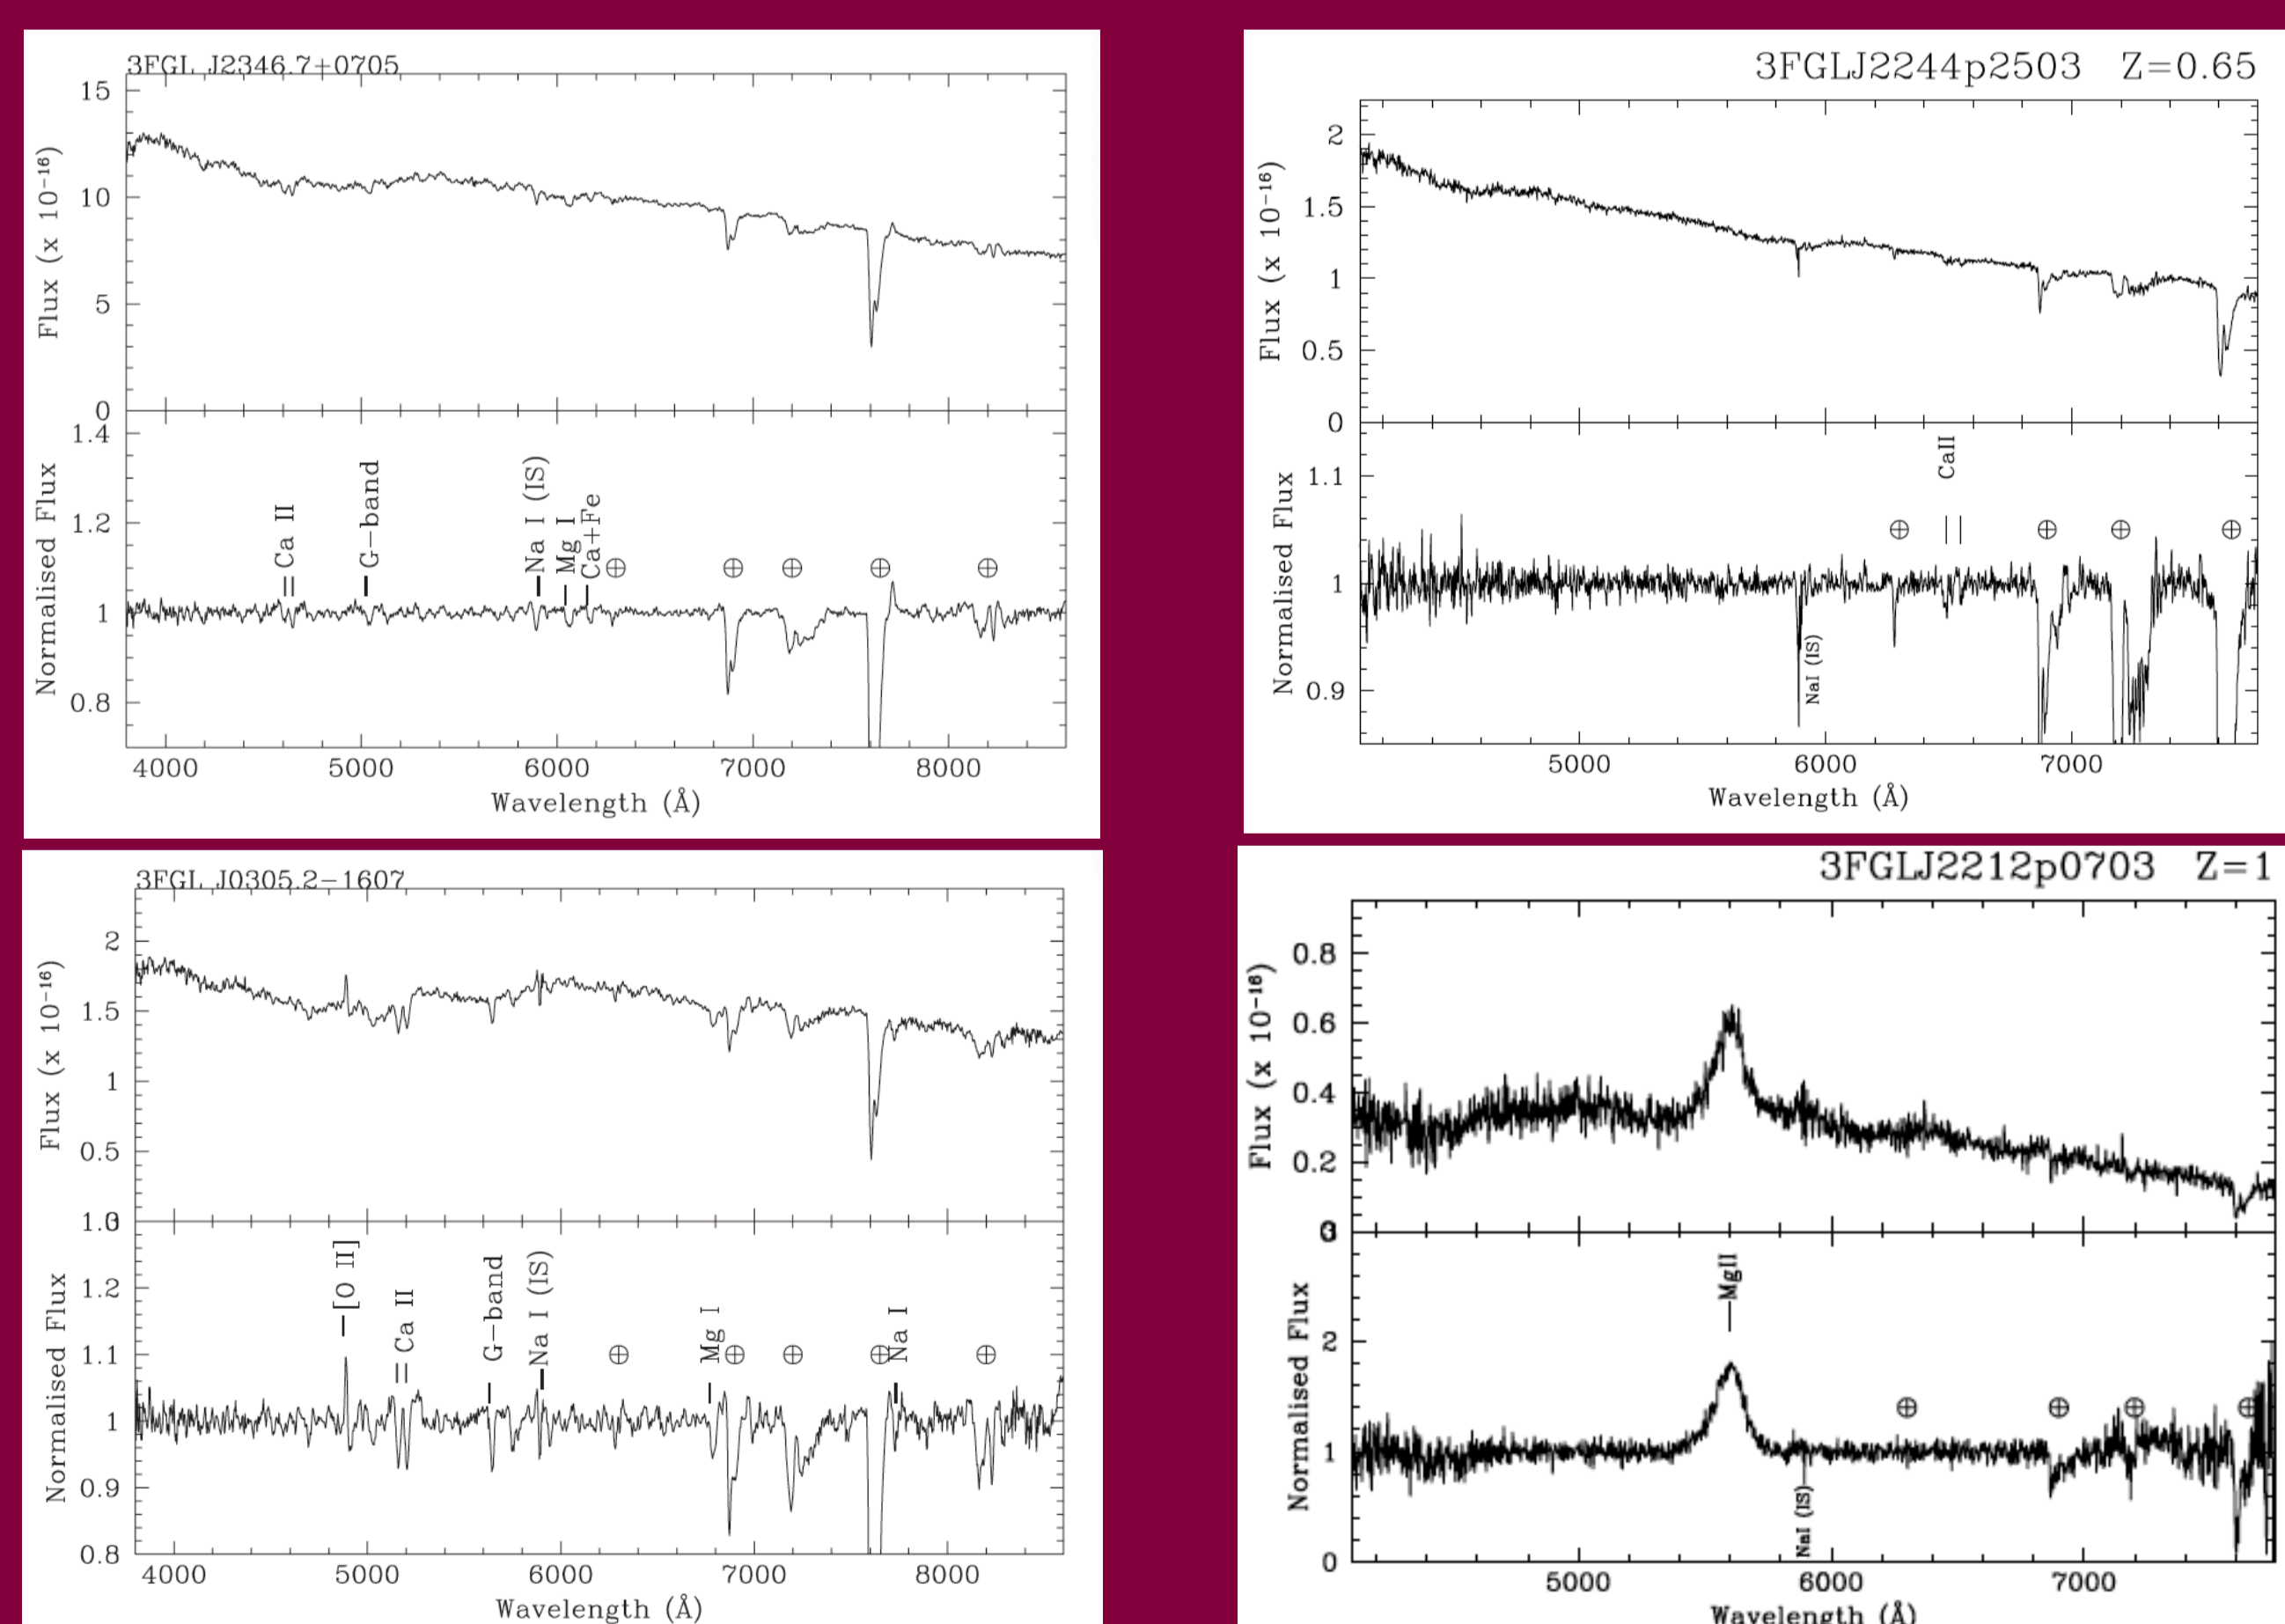 3FGL J2346.7+0705
15
10
5
0
Flux (x 10⁻¹⁶)
1.4
1.2
1
0.8
Normalised Flux
Ca II
G-band
Na I (IS)
Mg I
Ca+Fe
⊕ ⊕ ⊕ ⊕ ⊕
4000 5000 6000 7000 8000
Wavelength (Å)
3FGLJ2244p2503 Z=0.65
2
1.5
1
0.5
0
Flux (x 10⁻¹⁶)
1.1
1
0.9
Normalised Flux
CaII
NaI (IS)
⊕ ⊕ ⊕ ⊕
5000 6000 7000
Wavelength (Å)
3FGL J0305.2-1607
2
1.5
1
0.5
Flux (x 10⁻¹⁶)
1.2
1.1
1
0.9
0.8
Normalised Flux
[O II]
Ca II
G-band
Na I (IS)
Mg I
Na I
⊕ ⊕ ⊕ ⊕ ⊕
4000 5000 6000 7000 8000
Wavelength (Å)
3FGLJ2212p0703 Z=1
0.8
0.6
0.4
0.2
Flux (x 10⁻¹⁶)
2
1
0
Normalised Flux
MgII
NaI (IS)
⊕ ⊕ ⊕ ⊕
5000 6000 7000
Wavelength (Å)